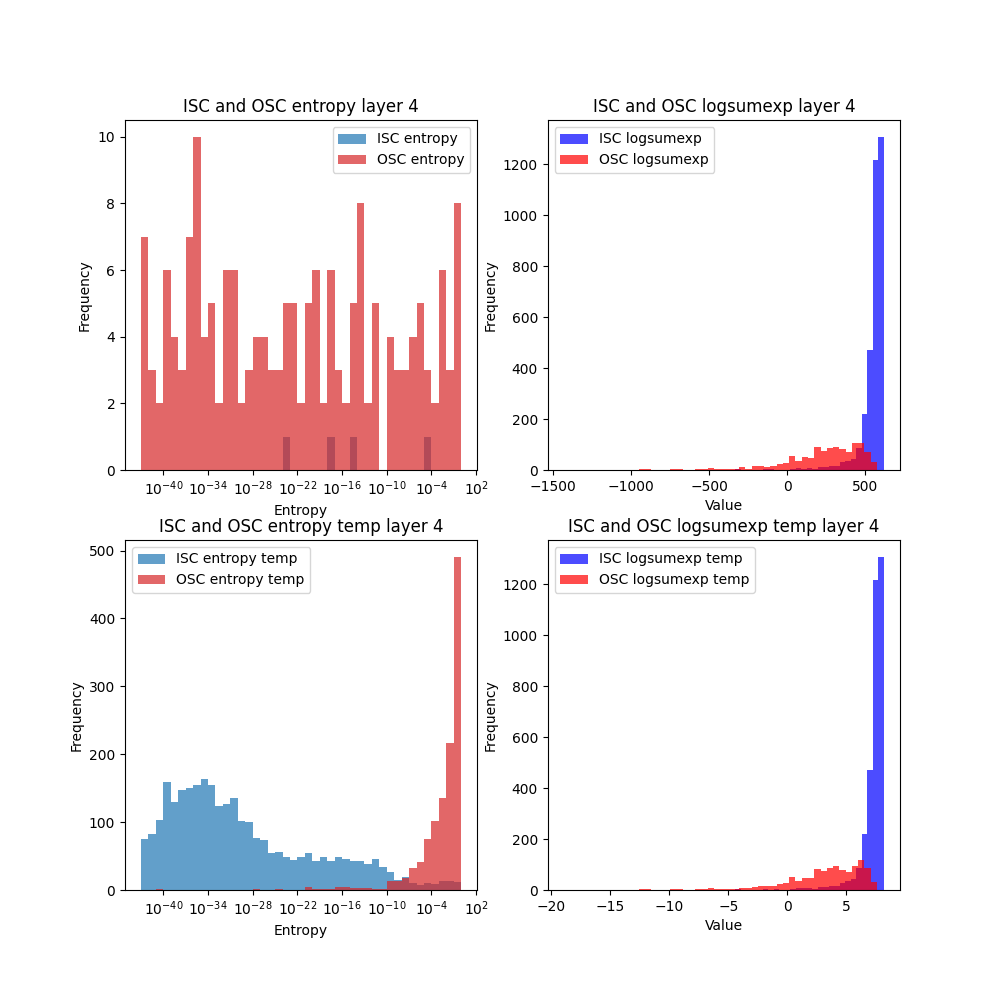 ISC and OSC entropy layer 4
ISC entropy
OSC entropy
Frequency
10
8
6
4
2
0
10^-40 10^-34 10^-28 10^-22 10^-16 10^-10 10^-4 10^2
Entropy
ISC and OSC logsumexp layer 4
ISC logsumexp
OSC logsumexp
Frequency
1200
1000
800
600
400
200
0
−1500 −1000 −500 0 500
Value
ISC and OSC entropy temp layer 4
ISC entropy temp
OSC entropy temp
Frequency
500
400
300
200
100
0
10^-40 10^-34 10^-28 10^-22 10^-16 10^-10 10^-4 10^2
Entropy
ISC and OSC logsumexp temp layer 4
ISC logsumexp temp
OSC logsumexp temp
Frequency
1200
1000
800
600
400
200
0
−20 −15 −10 −5 0 5
Value